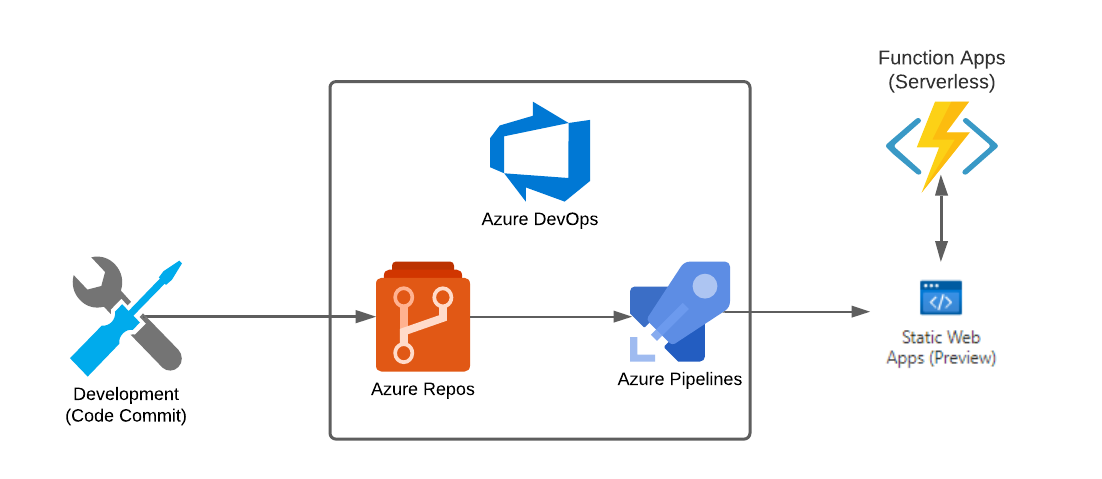 Function Apps
(Serverless)
Azure DevOps
Static Web
Apps (Preview)
Azure Pipelines
Azure Repos
Development
(Code Commit)